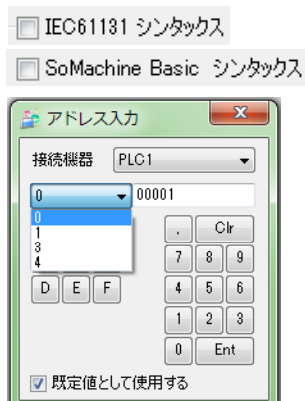 IEC61131 シンタックス
SoMachine Basic シンタックス
アドレス入力
接続機器 PLC1
0 00001
0
1
3
4
. Clr
7 8 9
D E F 4 5 6
1 2 3
0 Ent
既定値として使用する